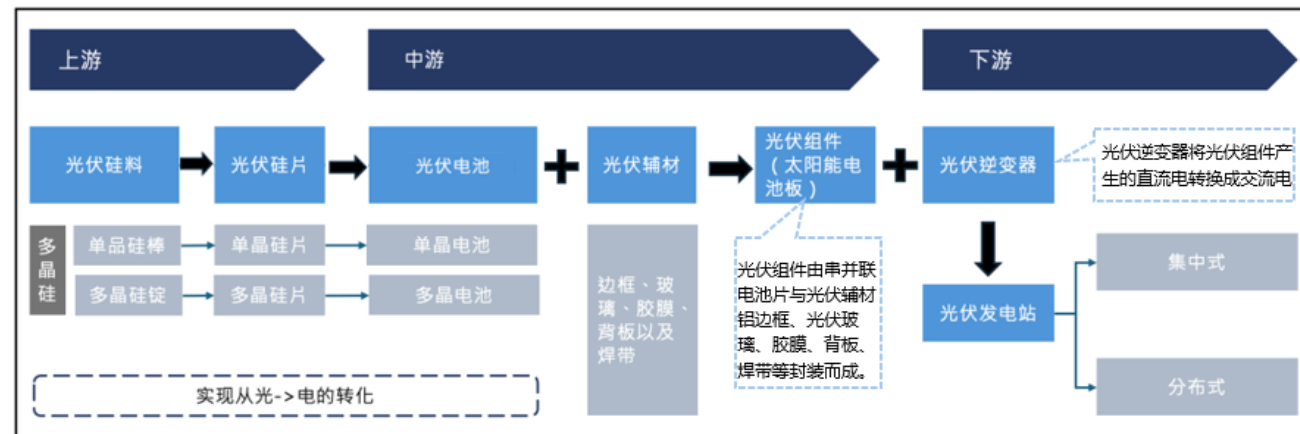 上游
中游
下游
光伏硅料
光伏硅片
光伏电池
光伏辅材
光伏组件
(太阳能电
池板)
光伏逆变器
光伏逆变器将光伏组件产
生的直流电转换成交流电
多
晶
硅
单品硅棒
单晶硅片
单晶电池
多晶硅锭
多晶硅片
多晶电池
边框、玻
璃、胶膜、
背板以及
焊带
光伏组件由串并联
电池片与光伏辅材
铝边框、光伏玻
璃、胶膜、背板、
焊带等封装而成。
光伏发电站
集中式
分布式
实现从光->电的转化